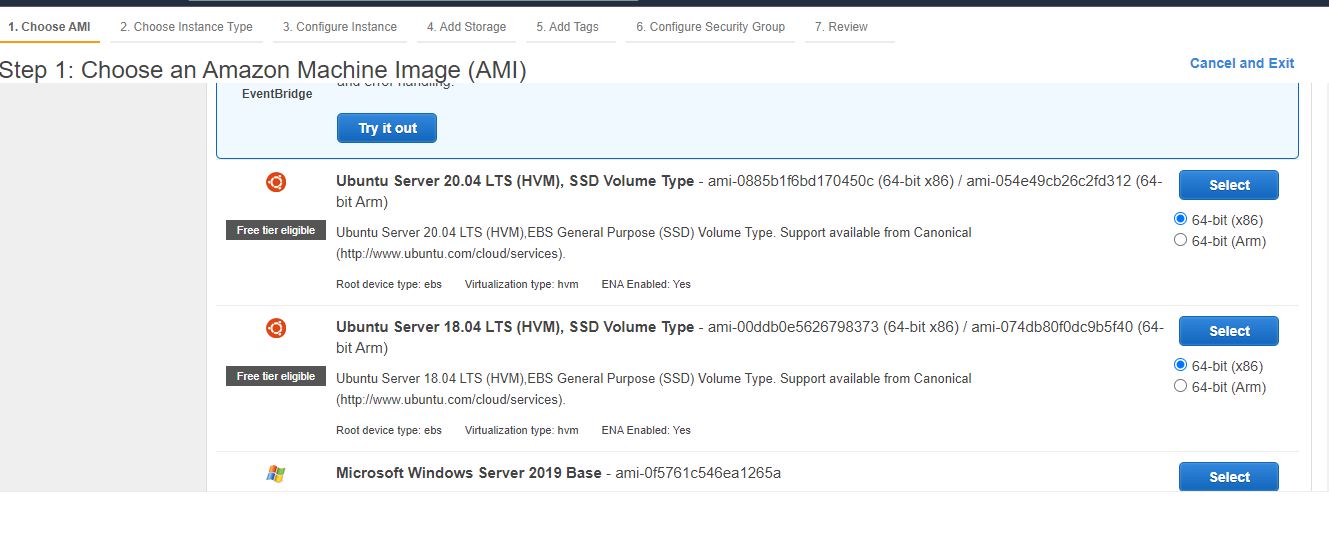 1. Choose AMI 2. Choose Instance Type 3. Configure Instance 4. Add Storage 5. Add Tags 6. Configure Security Group 7. Review
Step 1: Choose an Amazon Machine Image (AMI)
Cancel and Exit
and error handling.
EventBridge
Try it out
Ubuntu Server 20.04 LTS (HVM), SSD Volume Type - ami-0885b1f6bd170450c (64-bit x86) / ami-054e49cb26c2fd312 (64-
bit Arm)
Select
Free tier eligible
Ubuntu Server 20.04 LTS (HVM),EBS General Purpose (SSD) Volume Type. Support available from Canonical
(http://www.ubuntu.com/cloud/services).
64-bit (x86)
64-bit (Arm)
Root device type: ebs Virtualization type: hvm ENA Enabled: Yes
Ubuntu Server 18.04 LTS (HVM), SSD Volume Type - ami-00ddb0e5626798373 (64-bit x86) / ami-074db80f0dc9b5f40 (64-
bit Arm)
Select
Free tier eligible
Ubuntu Server 18.04 LTS (HVM),EBS General Purpose (SSD) Volume Type. Support available from Canonical
(http://www.ubuntu.com/cloud/services).
64-bit (x86)
64-bit (Arm)
Root device type: ebs Virtualization type: hvm ENA Enabled: Yes
Microsoft Windows Server 2019 Base - ami-0f5761c546ea1265a
Select